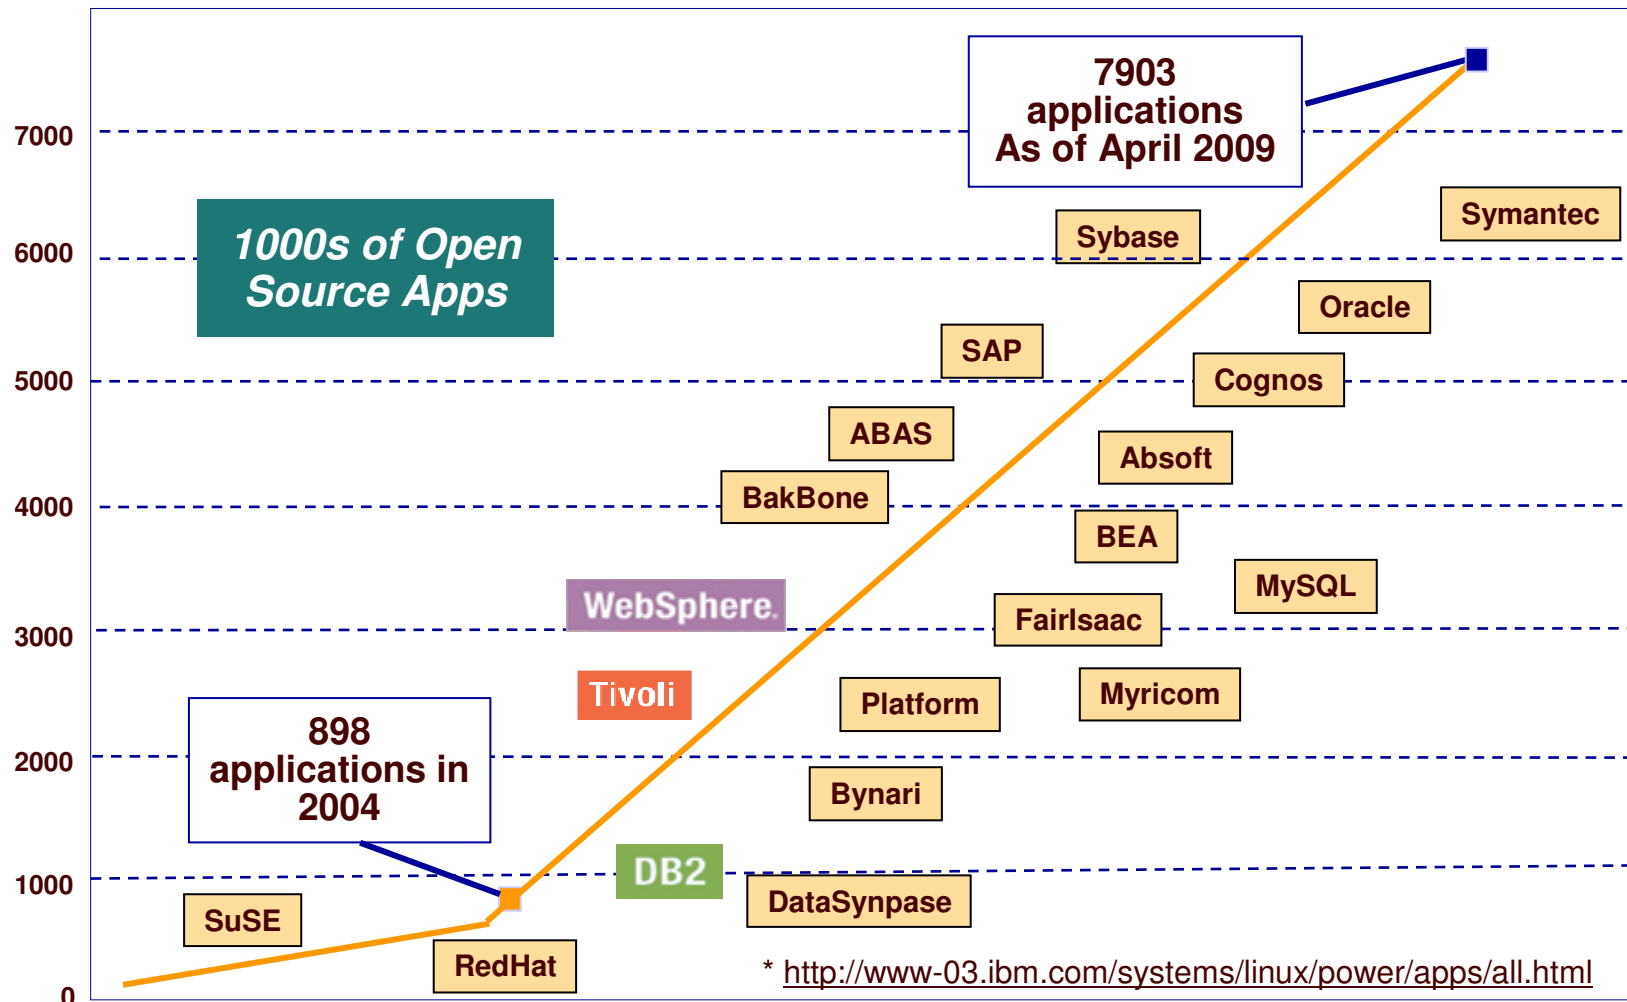 7903
applications
As of April 2009
7000
Symantec
1000s of Open
Source Apps
Sybase
6000
Oracle
SAP
5000
Cognos
ABAS
Absoft
BakBone
4000
BEA
MySQL
WebSphere.
FairIsaac
3000
Tivoli
Platform
Myricom
898
applications in
2004
2000
Bynari
DB2
1000
DataSynpase
SuSE
RedHat
* http://www-03.ibm.com/systems/linux/power/apps/all.html
0